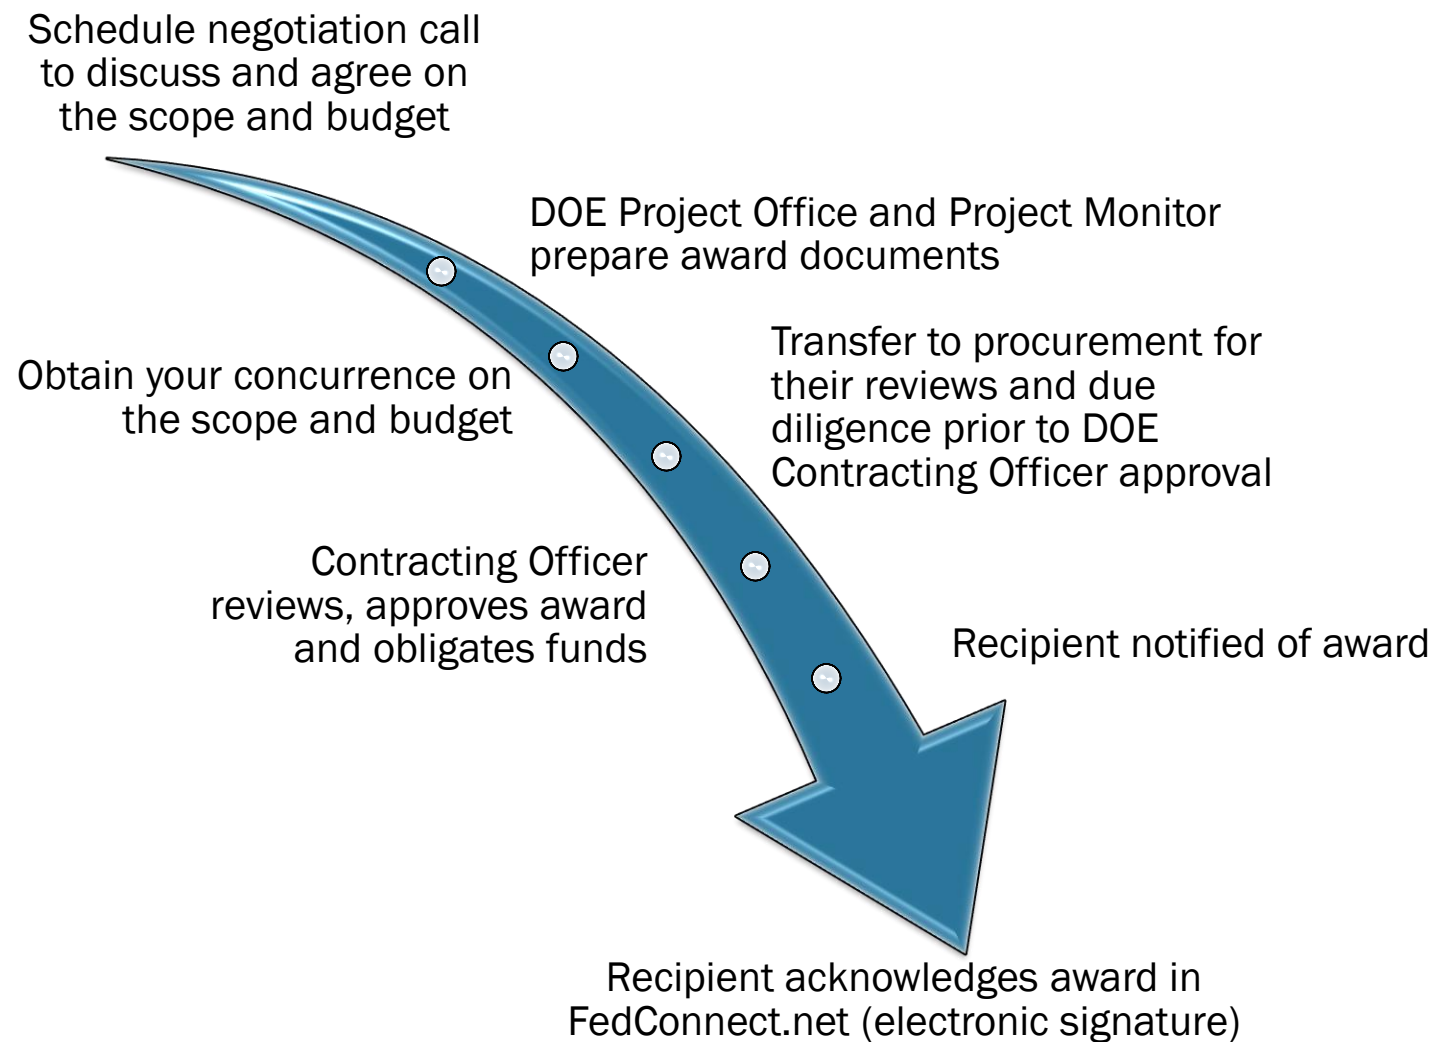 Schedule negotiation call
to discuss and agree on
the scope and budget
DOE Project Office and Project Monitor
prepare award documents
Obtain your concurrence on
the scope and budget
Transfer to procurement for
their reviews and due
diligence prior to DOE
Contracting Officer approval
Contracting Officer
reviews, approves award
and obligates funds
Recipient notified of award
Recipient acknowledges award in
FedConnect.net (electronic signature)